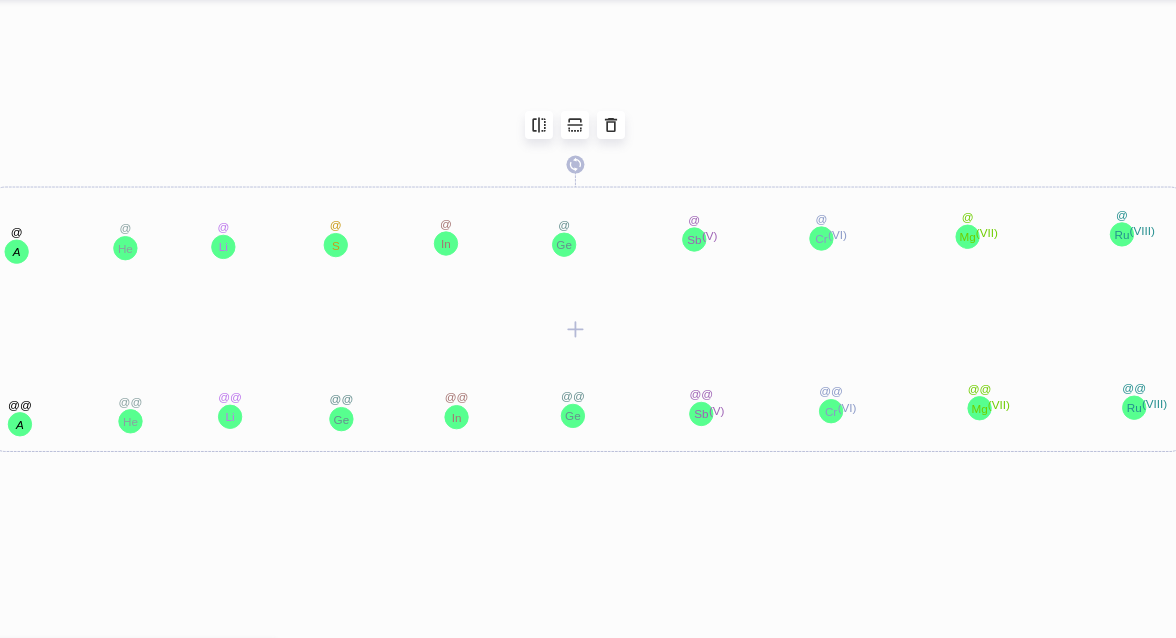 @ @ @ @ @ @ @ @ @ @
A He Li S In Ge Sb(V) Cr(VI) Mg(VII) Ru(VIII)
@@ @@ @@ @@ @@ @@ @@ @@ @@ @@
A He Li Ge In Ge Sb(V) Cr(VI) Mg(VII) Ru(VIII)